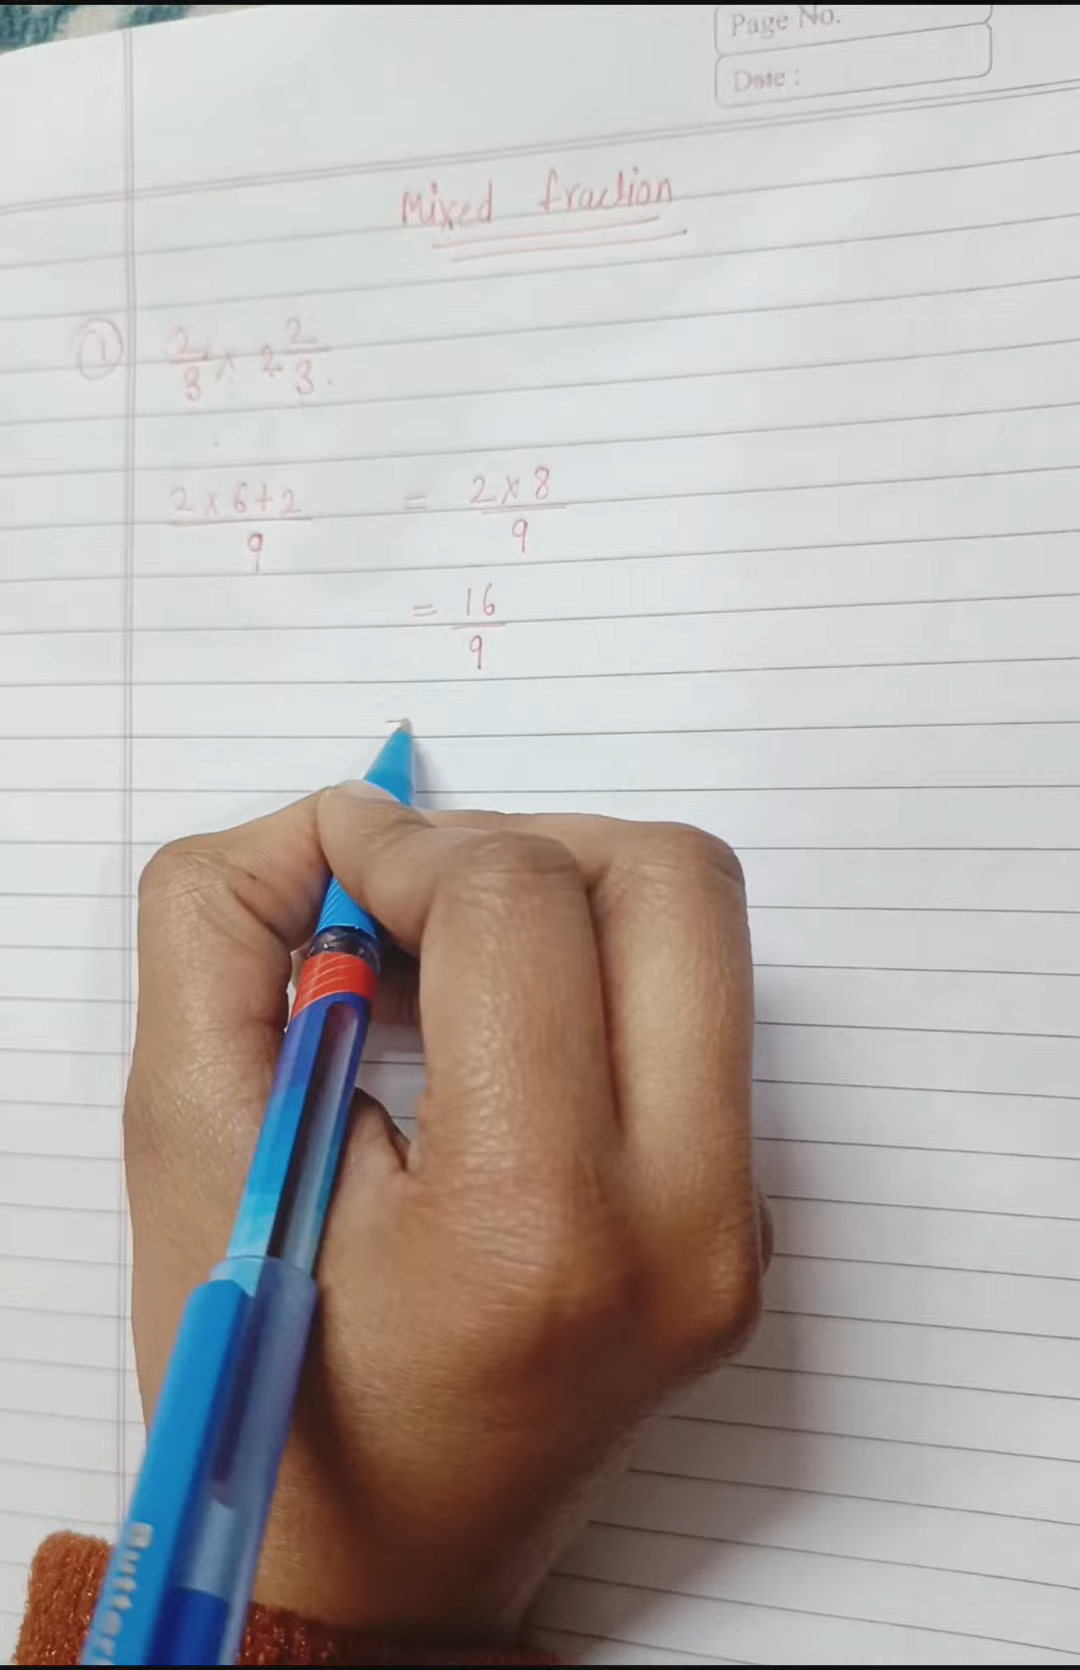 Page No.
Date :
Mixed fraction
① 2/3 × 2 2/3.
2 × 6 + 2 / 9 = 2 × 8 / 9
= 16 / 9
Butter